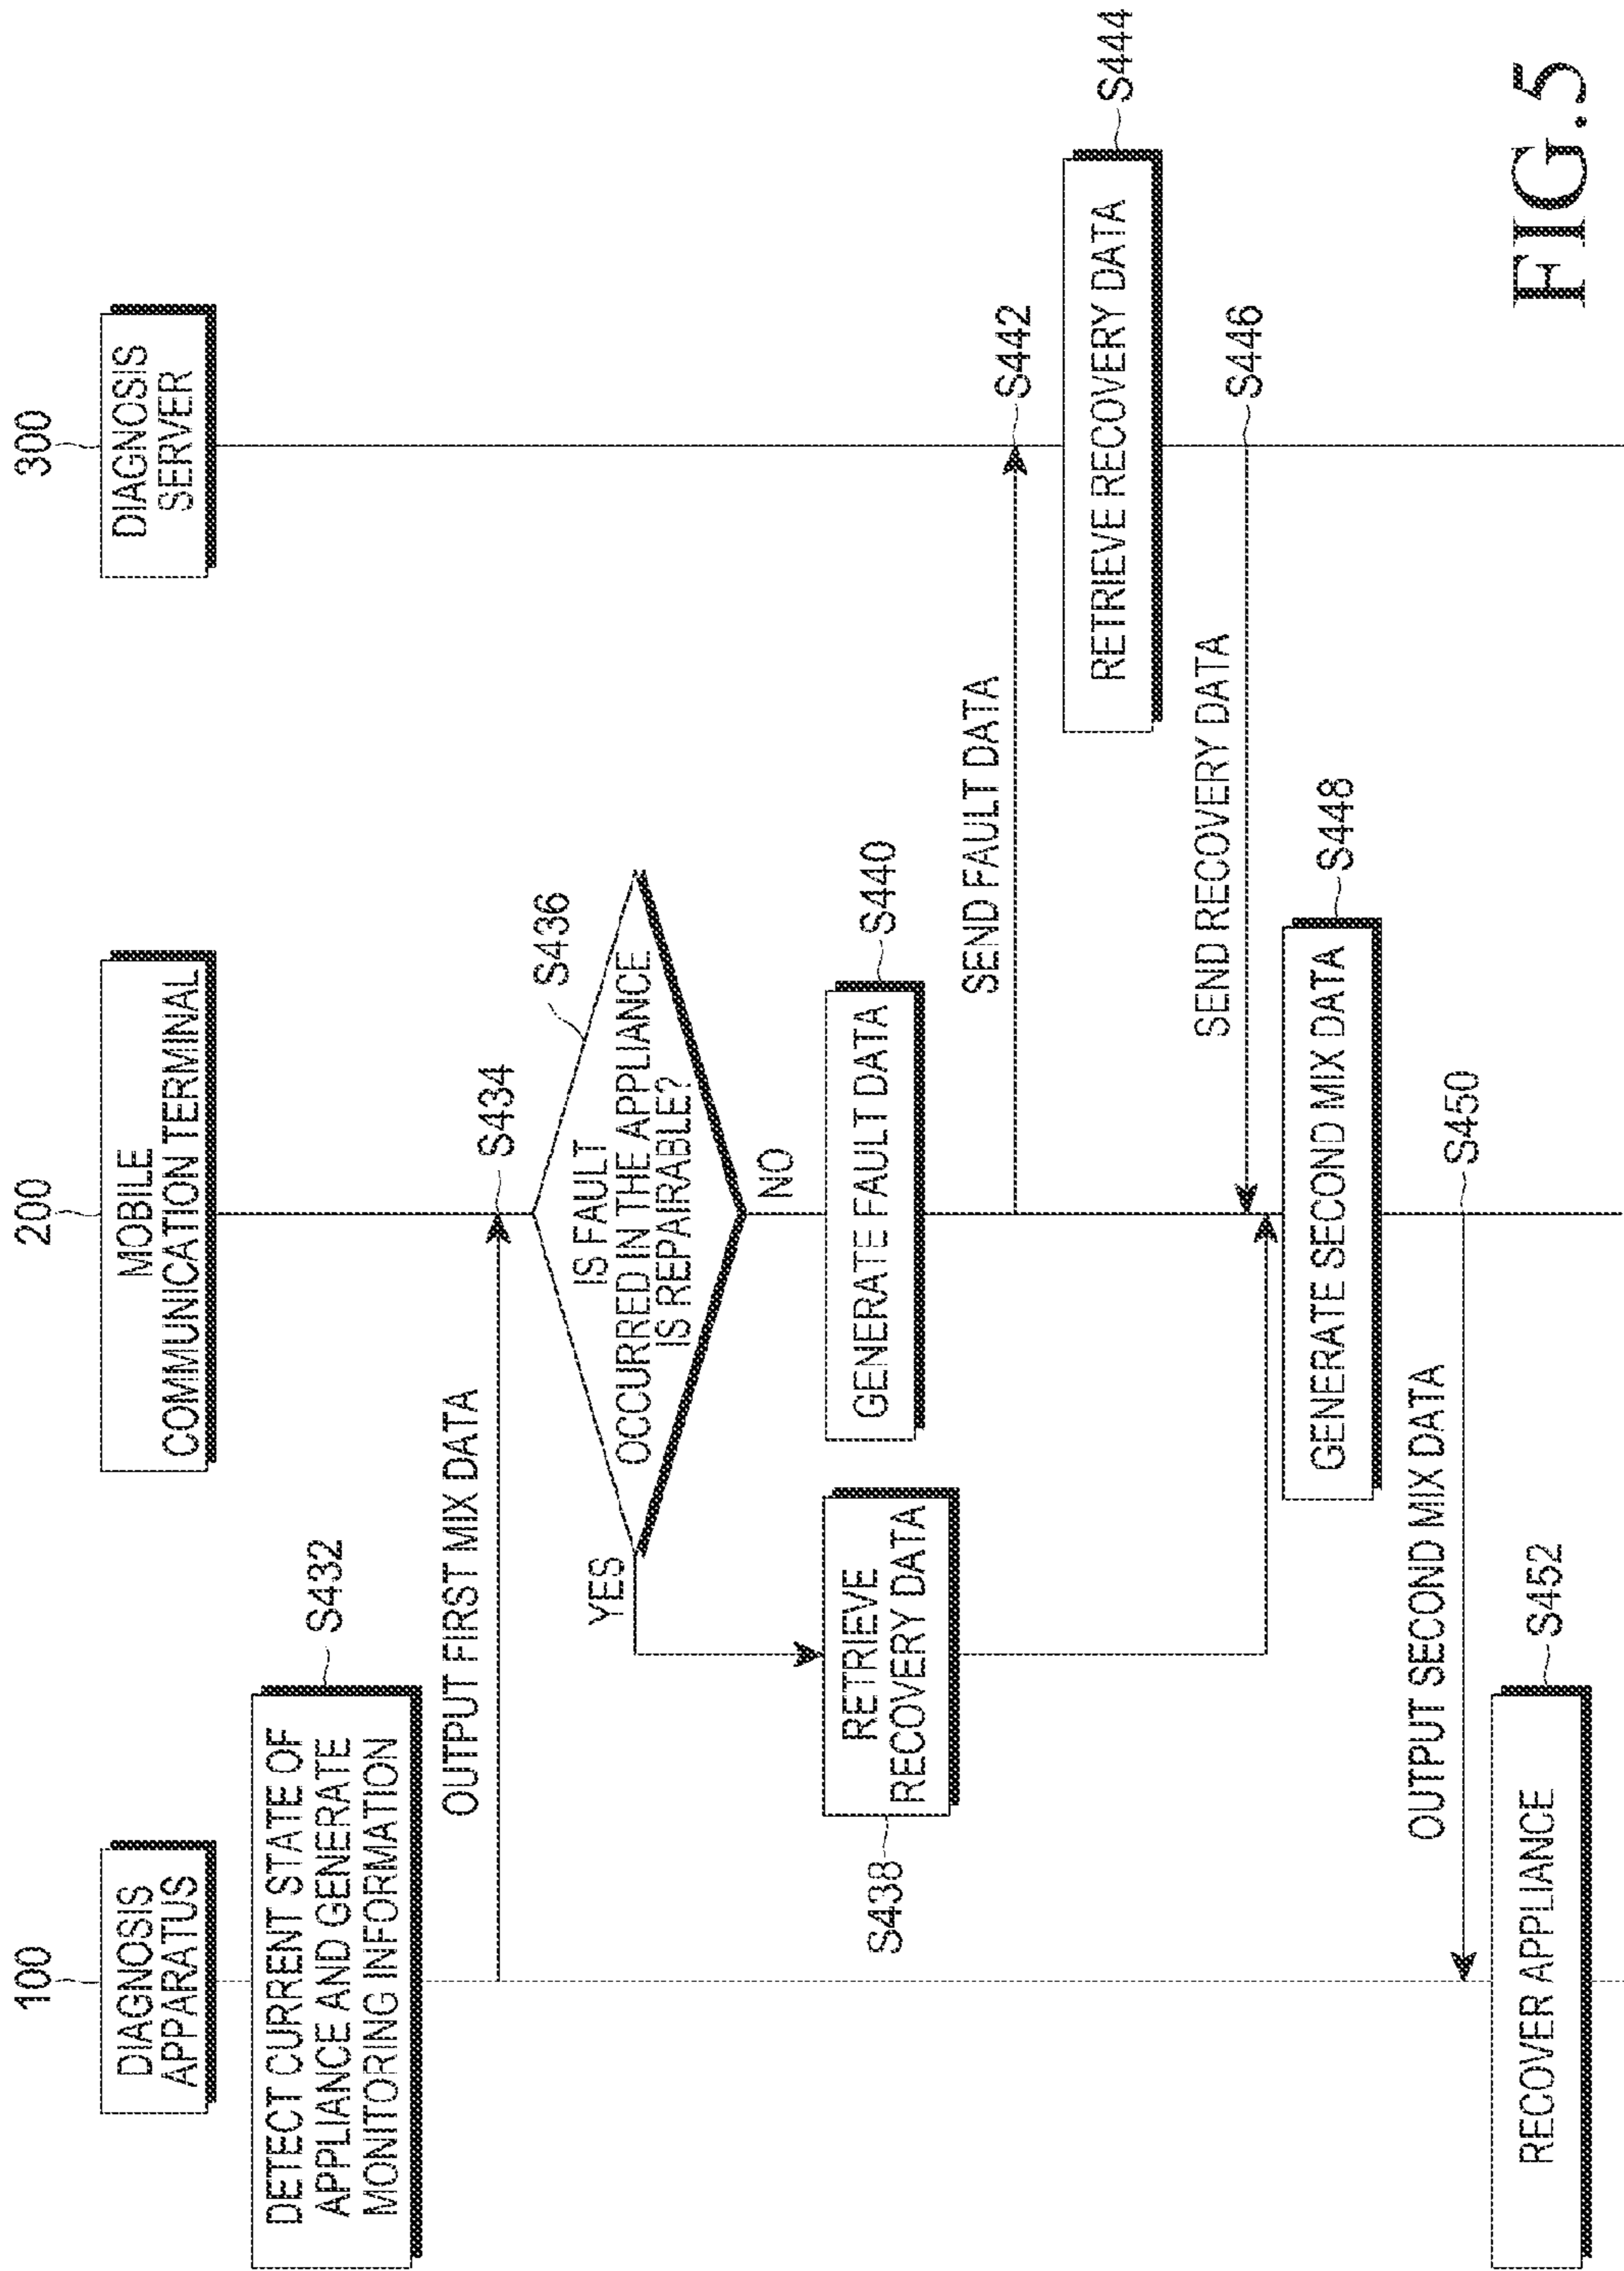 100
200
300
DIAGNOSIS
APPARATUS
MOBILE
COMMUNICATION TERMINAL
DIAGNOSIS
SERVER
DETECT CURRENT STATE OF
APPLIANCE AND GENERATE
MONITORING INFORMATION
S432
OUTPUT FIRST MIX DATA
S434
IS FAULT
OCCURRED IN THE APPLIANCE
IS REPAIRABLE?
S436
YES
NO
RETRIEVE
RECOVERY DATA
S438
GENERATE FAULT DATA
S440
SEND FAULT DATA
S442
RETRIEVE RECOVERY DATA
S444
SEND RECOVERY DATA
S446
GENERATE SECOND MIX DATA
S448
OUTPUT SECOND MIX DATA
S450
RECOVER APPLIANCE
S452
FIG.5